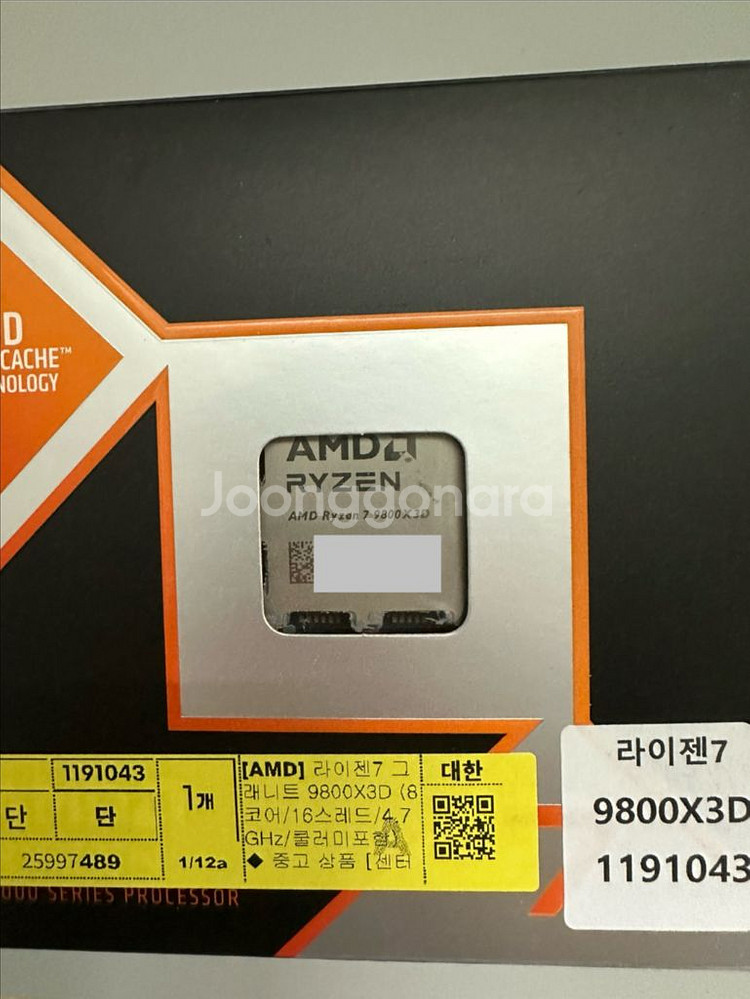 D
CACHE™
NOLOGY
AMD
RYZEN
AMD Ryzen 7 9800X3D
Joonggonara
1191043
단
단
25997489
1개
1/12a
[AMD] 라이젠7 그
래니트 9800X3D (8
코어/16스레드/4.7
GHz/쿨러미포함
◆ 중고 상품 [센터
대한
A
라이젠7
9800X3D
1191043
000 SERIES PROCESSOR